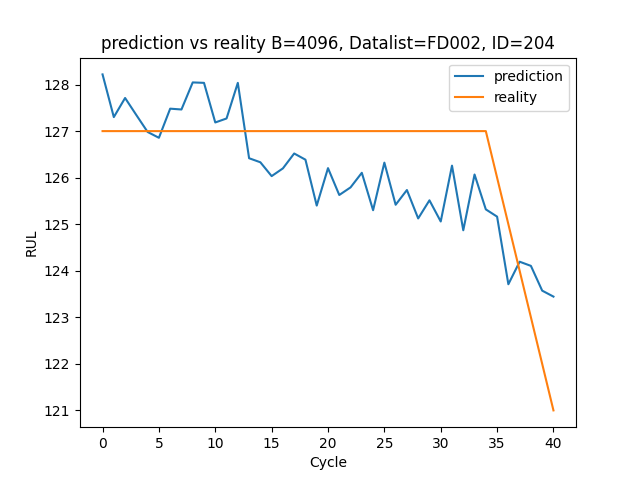 prediction vs reality B=4096, Datalist=FD002, ID=204
prediction
reality
128
127
126
125
124
123
122
121
RUL
0 5 10 15 20 25 30 35 40
Cycle